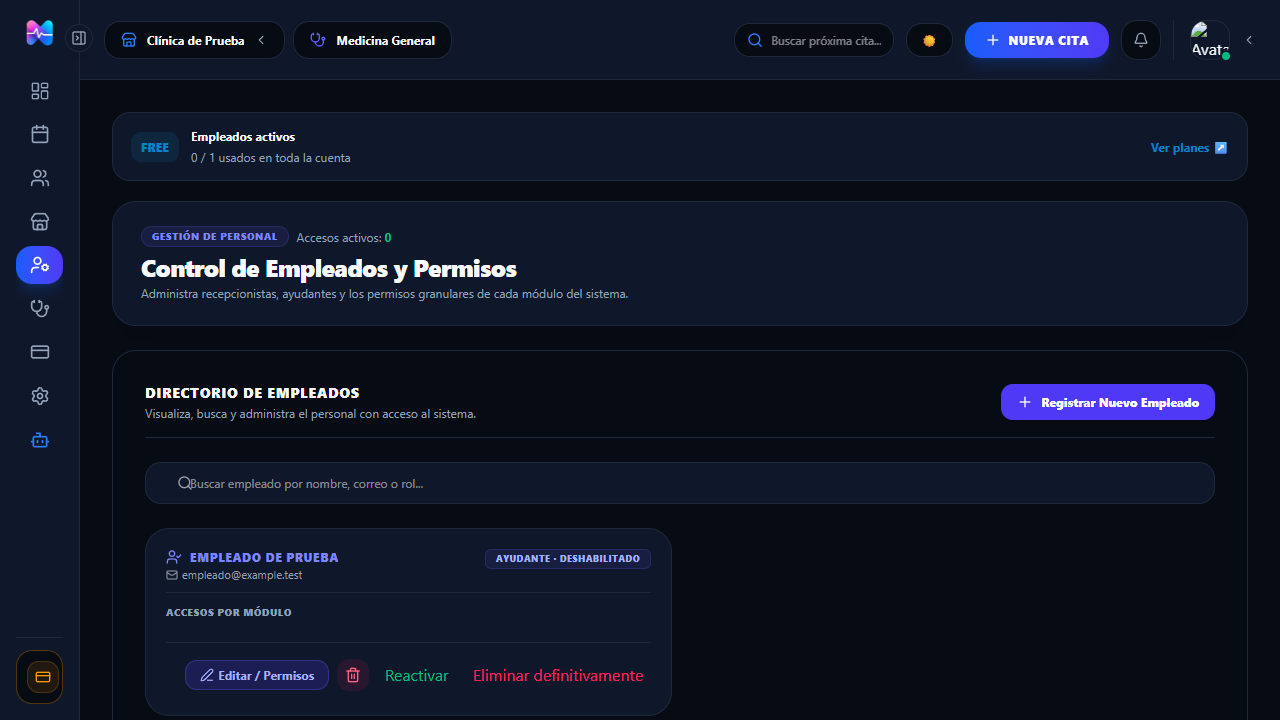 Clínica de Prueba
Medicina General
Buscar próxima cita...
NUEVA CITA
Avata
FREE
Empleados activos
0 / 1 usados en toda la cuenta
Ver planes
GESTIÓN DE PERSONAL
Accesos activos: 0
Control de Empleados y Permisos
Administra recepcionistas, ayudantes y los permisos granulares de cada módulo del sistema.
DIRECTORIO DE EMPLEADOS
Visualiza, busca y administra el personal con acceso al sistema.
Registrar Nuevo Empleado
Buscar empleado por nombre, correo o rol...
EMPLEADO DE PRUEBA
AYUDANTE · DESHABILITADO
empleado@example.test
ACCESOS POR MÓDULO
Editar / Permisos
Reactivar
Eliminar definitivamente